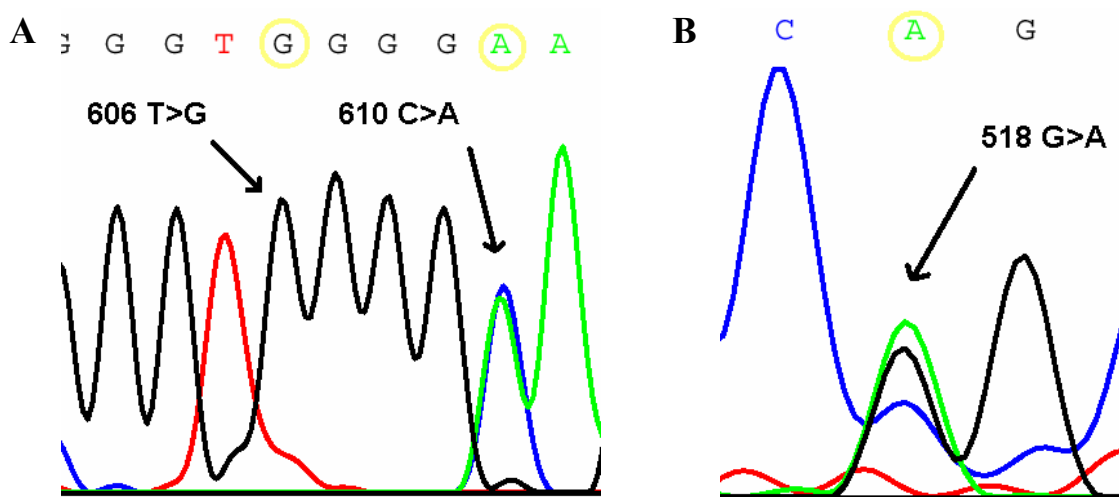 A
G G G T G G G G A A
606 T>G
610 C>A
B
C A G
518 G>A